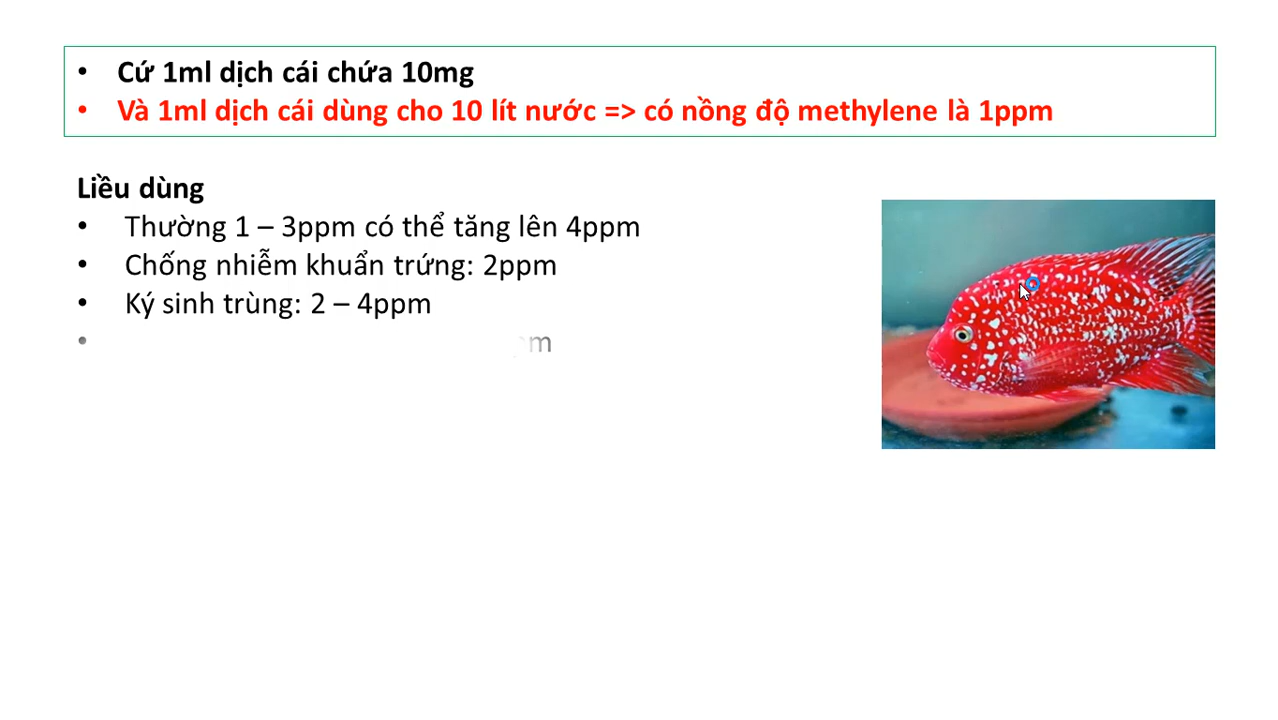 • Cứ 1ml dịch cái chứa 10mg
• Và 1ml dịch cái dùng cho 10 lít nước => có nồng độ methylene là 1ppm
Liều dùng
• Thường 1 – 3ppm có thể tăng lên 4ppm
• Chống nhiễm khuẩn trứng: 2ppm
• Ký sinh trùng: 2 – 4ppm
•